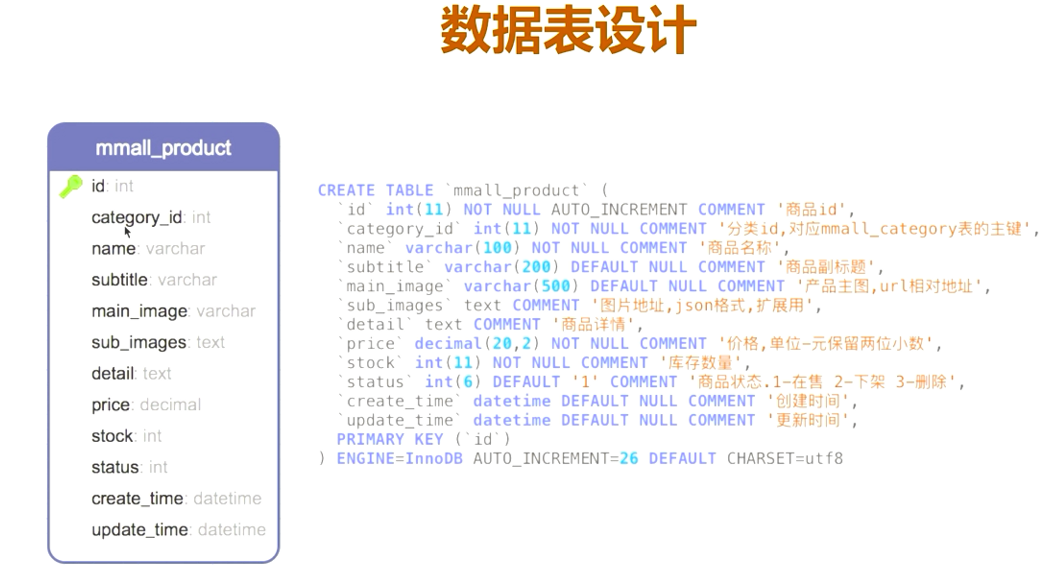 数据表设计
mmall_product
id: int
category_id: int
name: varchar
subtitle: varchar
main_image: varchar
sub_images: text
detail: text
price: decimal
stock: int
status: int
create_time: datetime
update_time: datetime
CREATE TABLE `mmall_product` (
`id` int(11) NOT NULL AUTO_INCREMENT COMMENT '商品id',
`category_id` int(11) NOT NULL COMMENT '分类id,对应mmall_category表的主键',
`name` varchar(100) NOT NULL COMMENT '商品名称',
`subtitle` varchar(200) DEFAULT NULL COMMENT '商品副标题',
`main_image` varchar(500) DEFAULT NULL COMMENT '产品主图,url相对地址',
`sub_images` text COMMENT '图片地址,json格式,扩展用',
`detail` text COMMENT '商品详情',
`price` decimal(20,2) NOT NULL COMMENT '价格,单位-元保留两位小数',
`stock` int(11) NOT NULL COMMENT '库存数量',
`status` int(6) DEFAULT '1' COMMENT '商品状态.1-在售 2-下架 3-删除',
`create_time` datetime DEFAULT NULL COMMENT '创建时间',
`update_time` datetime DEFAULT NULL COMMENT '更新时间',
PRIMARY KEY (`id`)
) ENGINE=InnoDB AUTO_INCREMENT=26 DEFAULT CHARSET=utf8